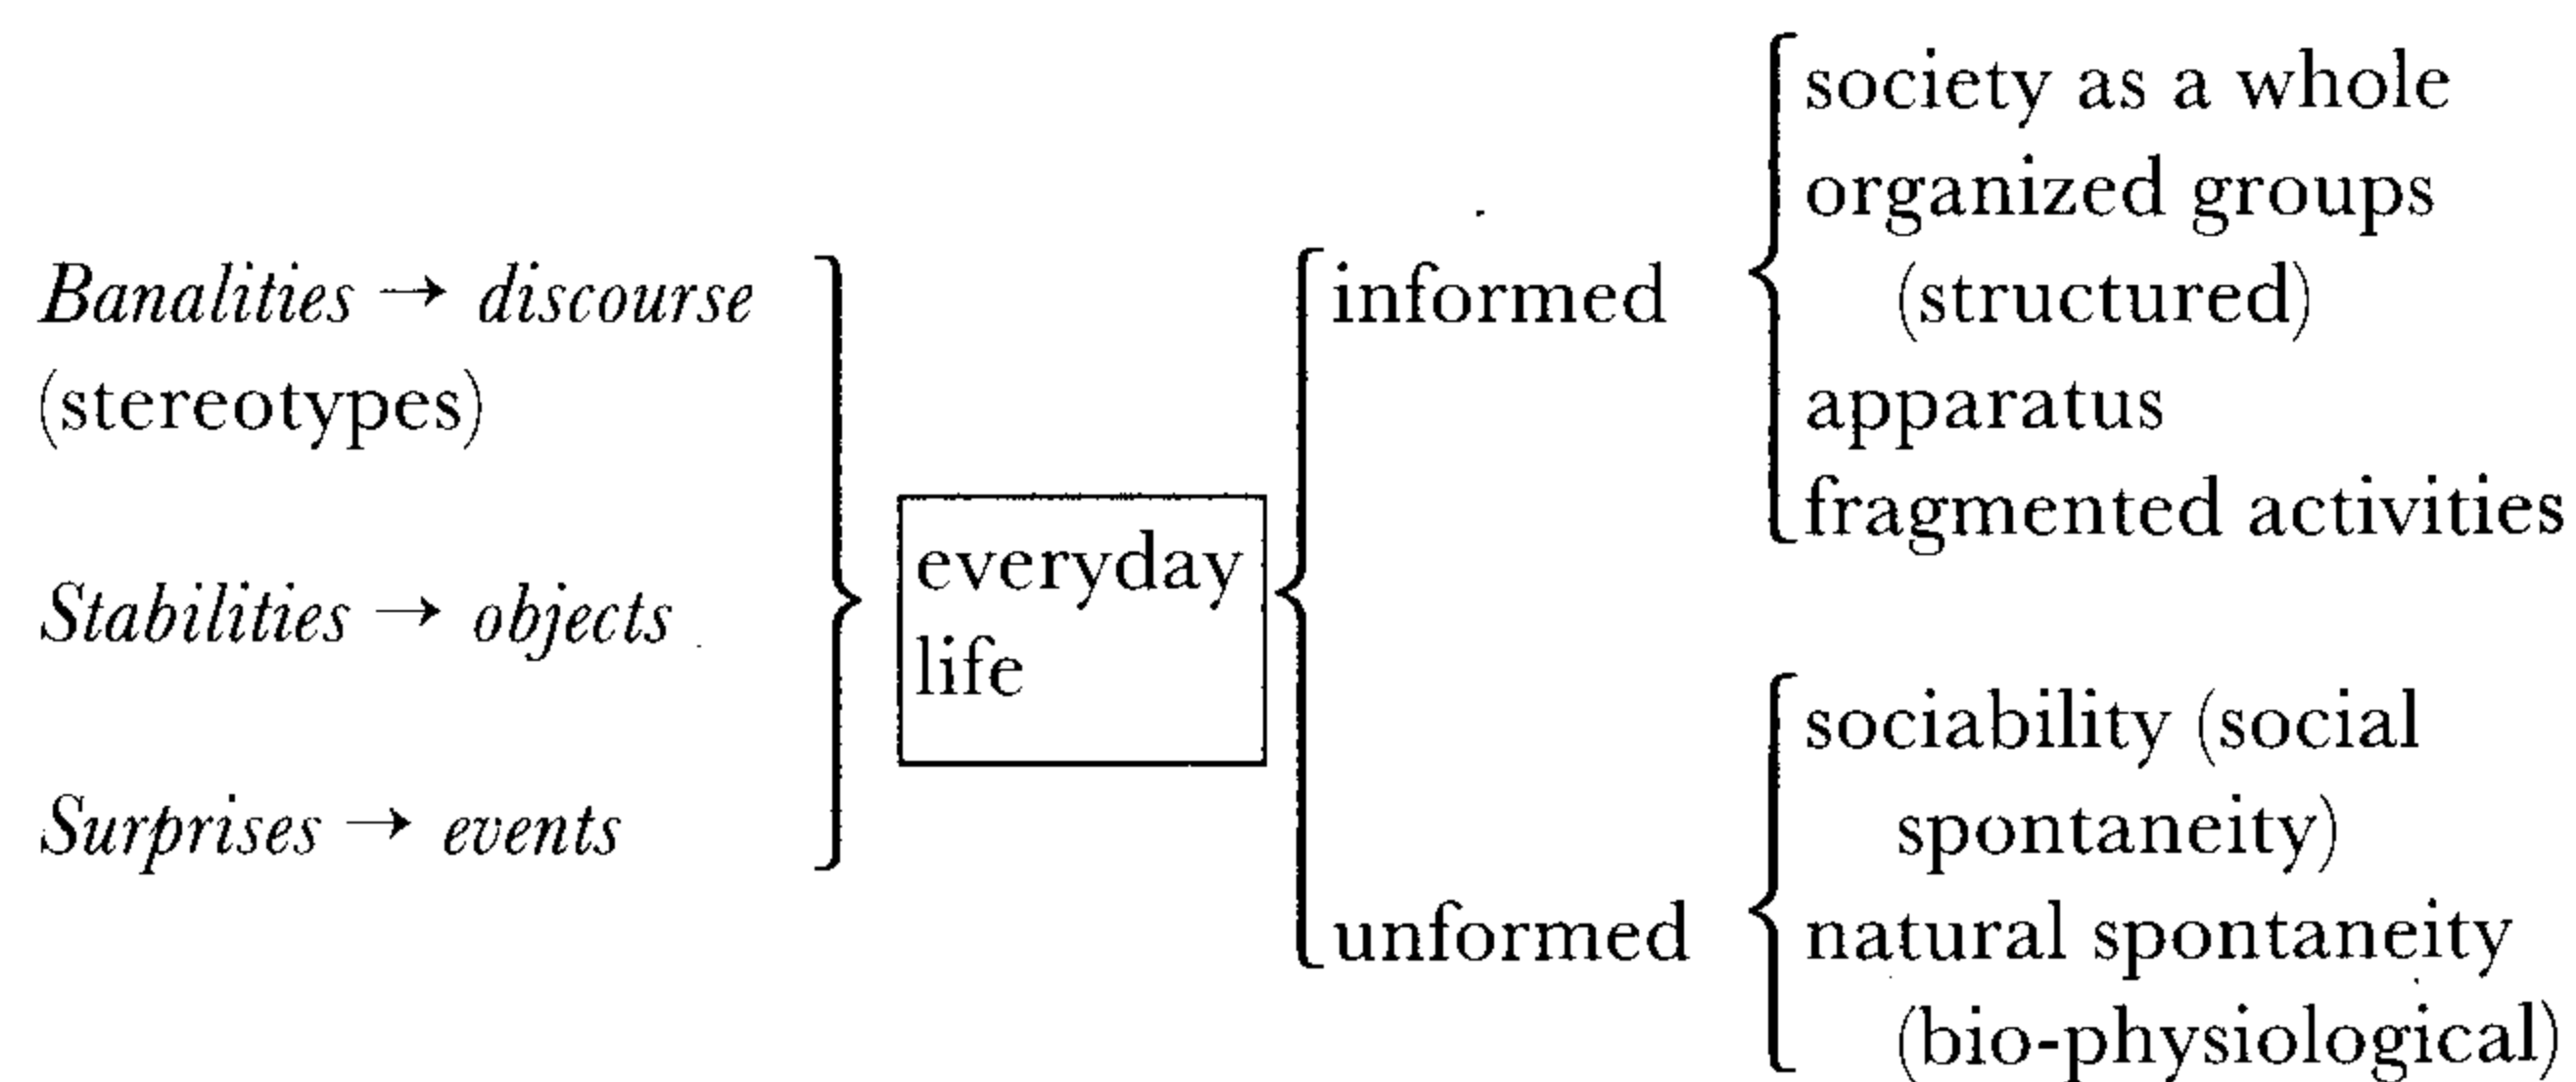 Banalities → discourse
(stereotypes)
Stabilities → objects
Surprises → events
everyday
life
informed
unformed
society as a whole
organized groups
(structured)
apparatus
fragmented activities
sociability (social
spontaneity)
natural spontaneity
(bio-physiological)